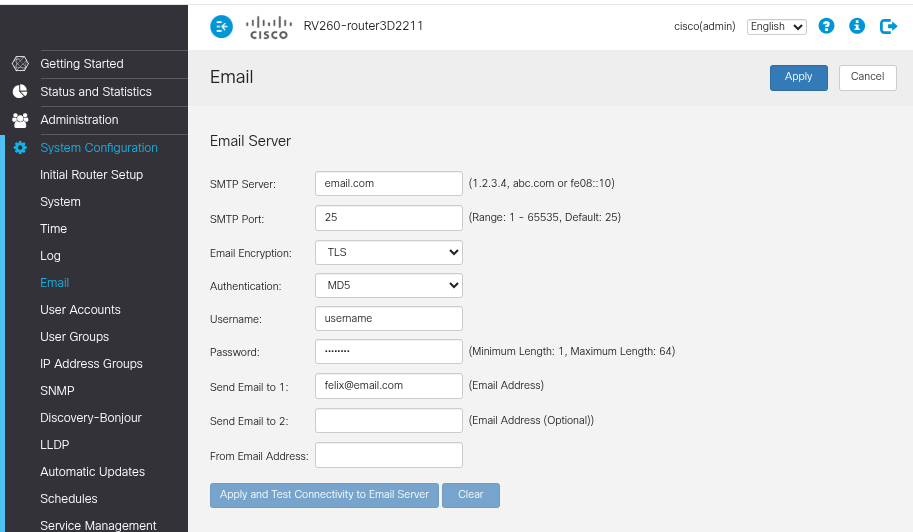 CISCO RV260-router3D2211 cisco(admin) English
Getting Started
Status and Statistics
Administration
System Configuration
Initial Router Setup
System
Time
Log
Email
User Accounts
User Groups
IP Address Groups
SNMP
Discovery-Bonjour
LLDP
Automatic Updates
Schedules
Service Management
Email Apply Cancel
Email Server
SMTP Server: email.com (1.2.3.4, abc.com or fe08::10)
SMTP Port: 25 (Range: 1 - 65535, Default: 25)
Email Encryption: TLS
Authentication: MD5
Username: username
Password: ········ (Minimum Length: 1, Maximum Length: 64)
Send Email to 1: felix@email.com (Email Address)
Send Email to 2: (Email Address (Optional))
From Email Address:
Apply and Test Connectivity to Email Server Clear